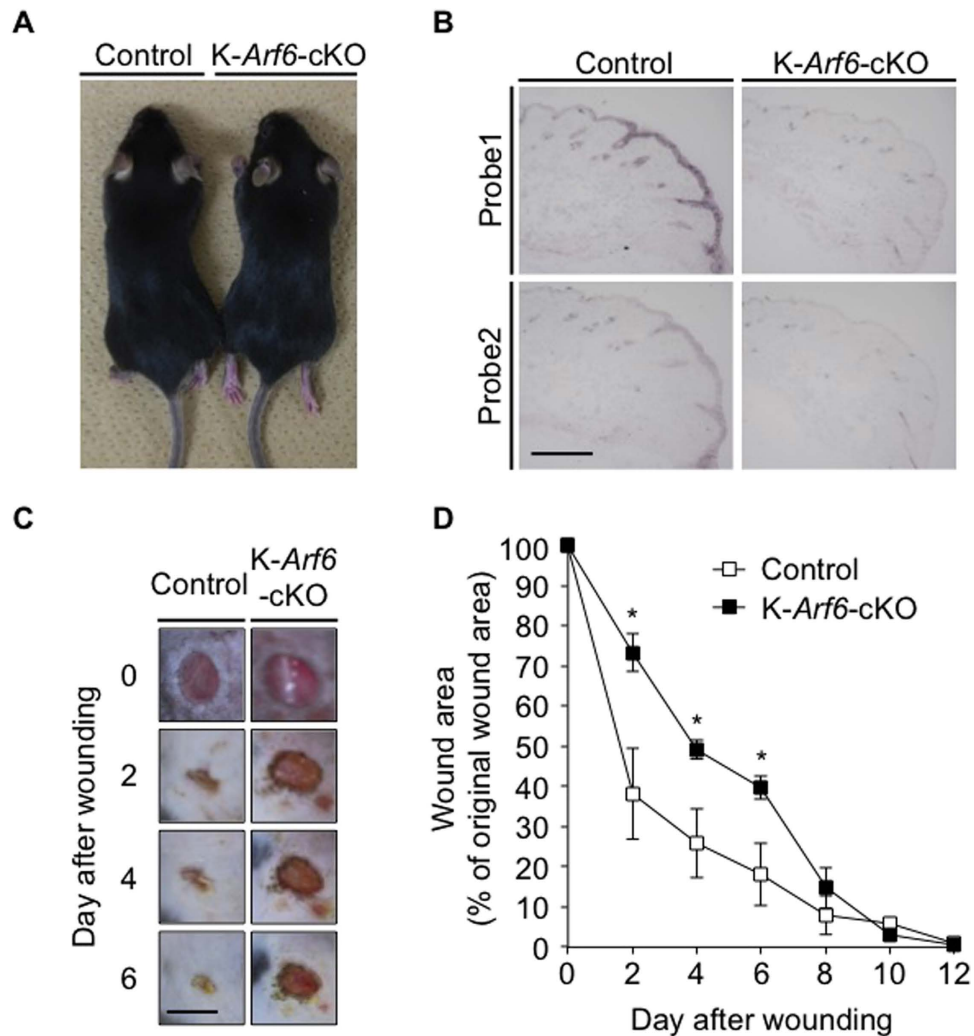 A
Control K-Arf6-cKO
B
Control K-Arf6-cKO
Probe1
Probe2
C
Control K-Arf6
-cKO
Day after wounding
0
2
4
6
D
Wound area
(% of original wound area)
100
90
80
70
60
50
40
30
20
10
0
Control
K-Arf6-cKO
*
*
*
0 2 4 6 8 10 12
Day after wounding